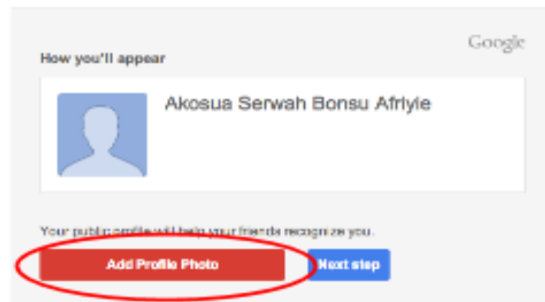 Google
How you'll appear
Akosua Serwah Bonsu Afriyie
Your public profile will help your friends recognize you.
Add Profile Photo
Next step